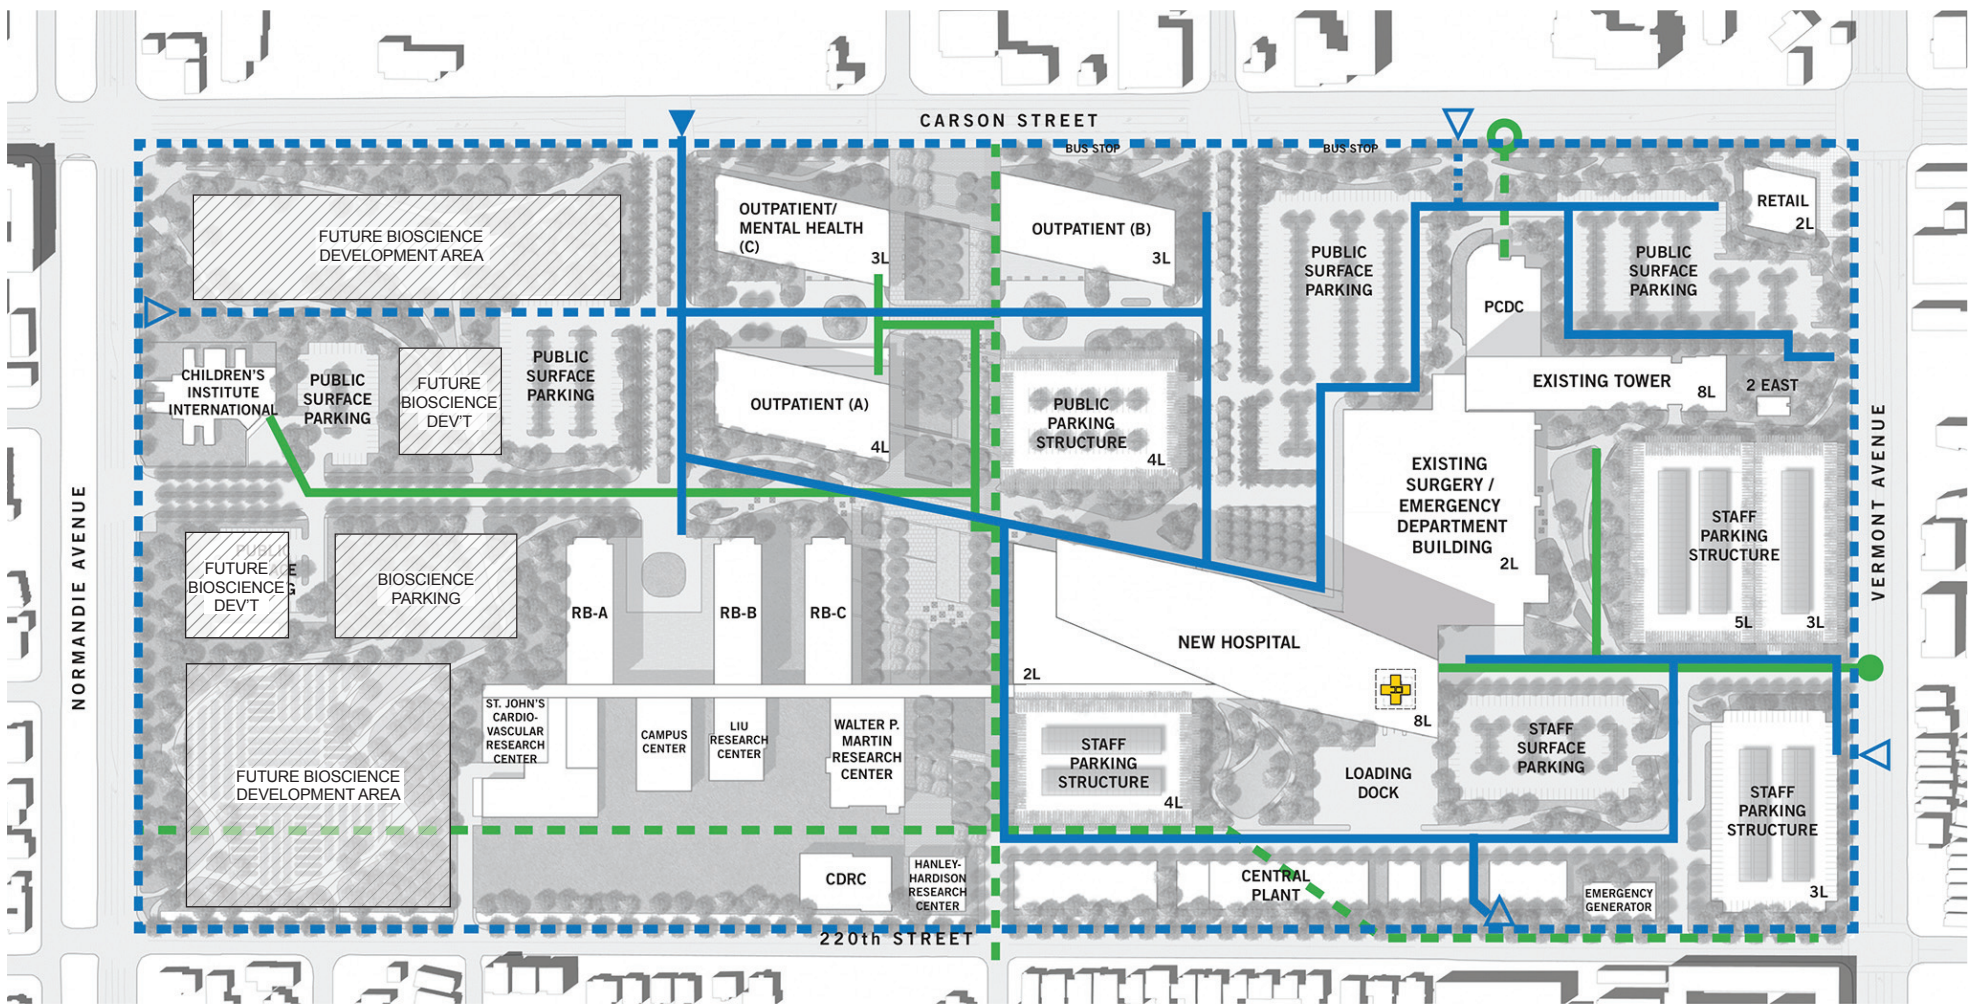 CARSON STREET
BUS STOP
BUS STOP
FUTURE BIOSCIENCE
DEVELOPMENT AREA
OUTPATIENT/
MENTAL HEALTH
(C)
3L
OUTPATIENT (B)
3L
PUBLIC
SURFACE
PARKING
PUBLIC
SURFACE
PARKING
RETAIL
2L
PCDC
CHILDREN'S
INSTITUTE
INTERNATIONAL
PUBLIC
SURFACE
PARKING
FUTURE
BIOSCIENCE
DEV'T
PUBLIC
SURFACE
PARKING
OUTPATIENT (A)
4L
PUBLIC
PARKING
STRUCTURE
4L
EXISTING TOWER
8L
2 EAST
EXISTING
SURGERY /
EMERGENCY
DEPARTMENT
BUILDING
2L
STAFF
PARKING
STRUCTURE
5L
3L
NORMANDIE AVENUE
VERMONT AVENUE
FUTURE
BIOSCIENCE
DEV'T
BIOSCIENCE
PARKING
RB-A
RB-B
RB-C
NEW HOSPITAL
2L
H
8L
FUTURE BIOSCIENCE
DEVELOPMENT AREA
ST. JOHN'S
CARDIO-
VASCULAR
RESEARCH
CENTER
CAMPUS
CENTER
LIU
RESEARCH
CENTER
WALTER P.
MARTIN
RESEARCH
CENTER
STAFF
PARKING
STRUCTURE
4L
LOADING
DOCK
STAFF
SURFACE
PARKING
STAFF
PARKING
STRUCTURE
3L
CDRC
HANLEY-
HARDISON
RESEARCH
CENTER
CENTRAL
PLANT
EMERGENCY
GENERATOR
220th STREET